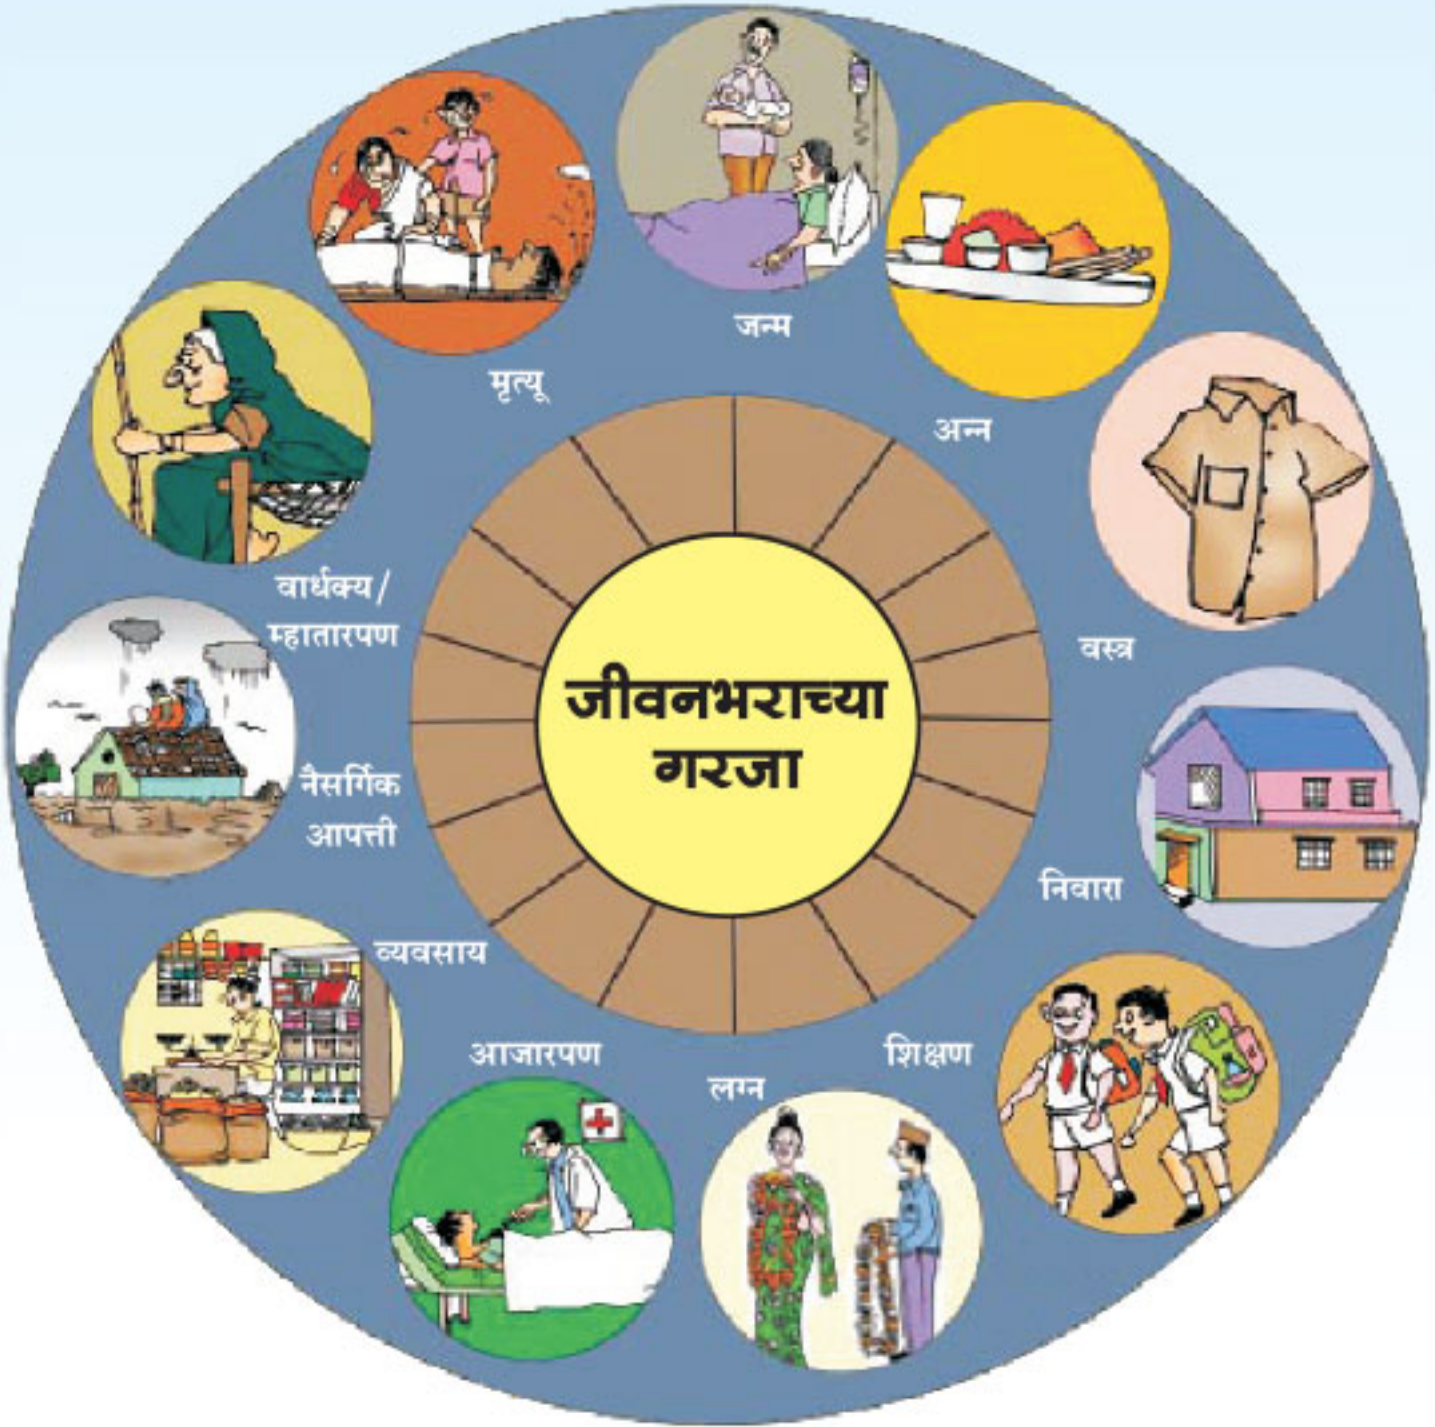 जन्म
अन्न
वस्त्र
निवारा
शिक्षण
लग्न
आजारपण
व्यवसाय
नैसर्गिक
आपत्ती
वार्धक्य/
म्हातारपण
मृत्यू
जीवनभराच्या
गरजा